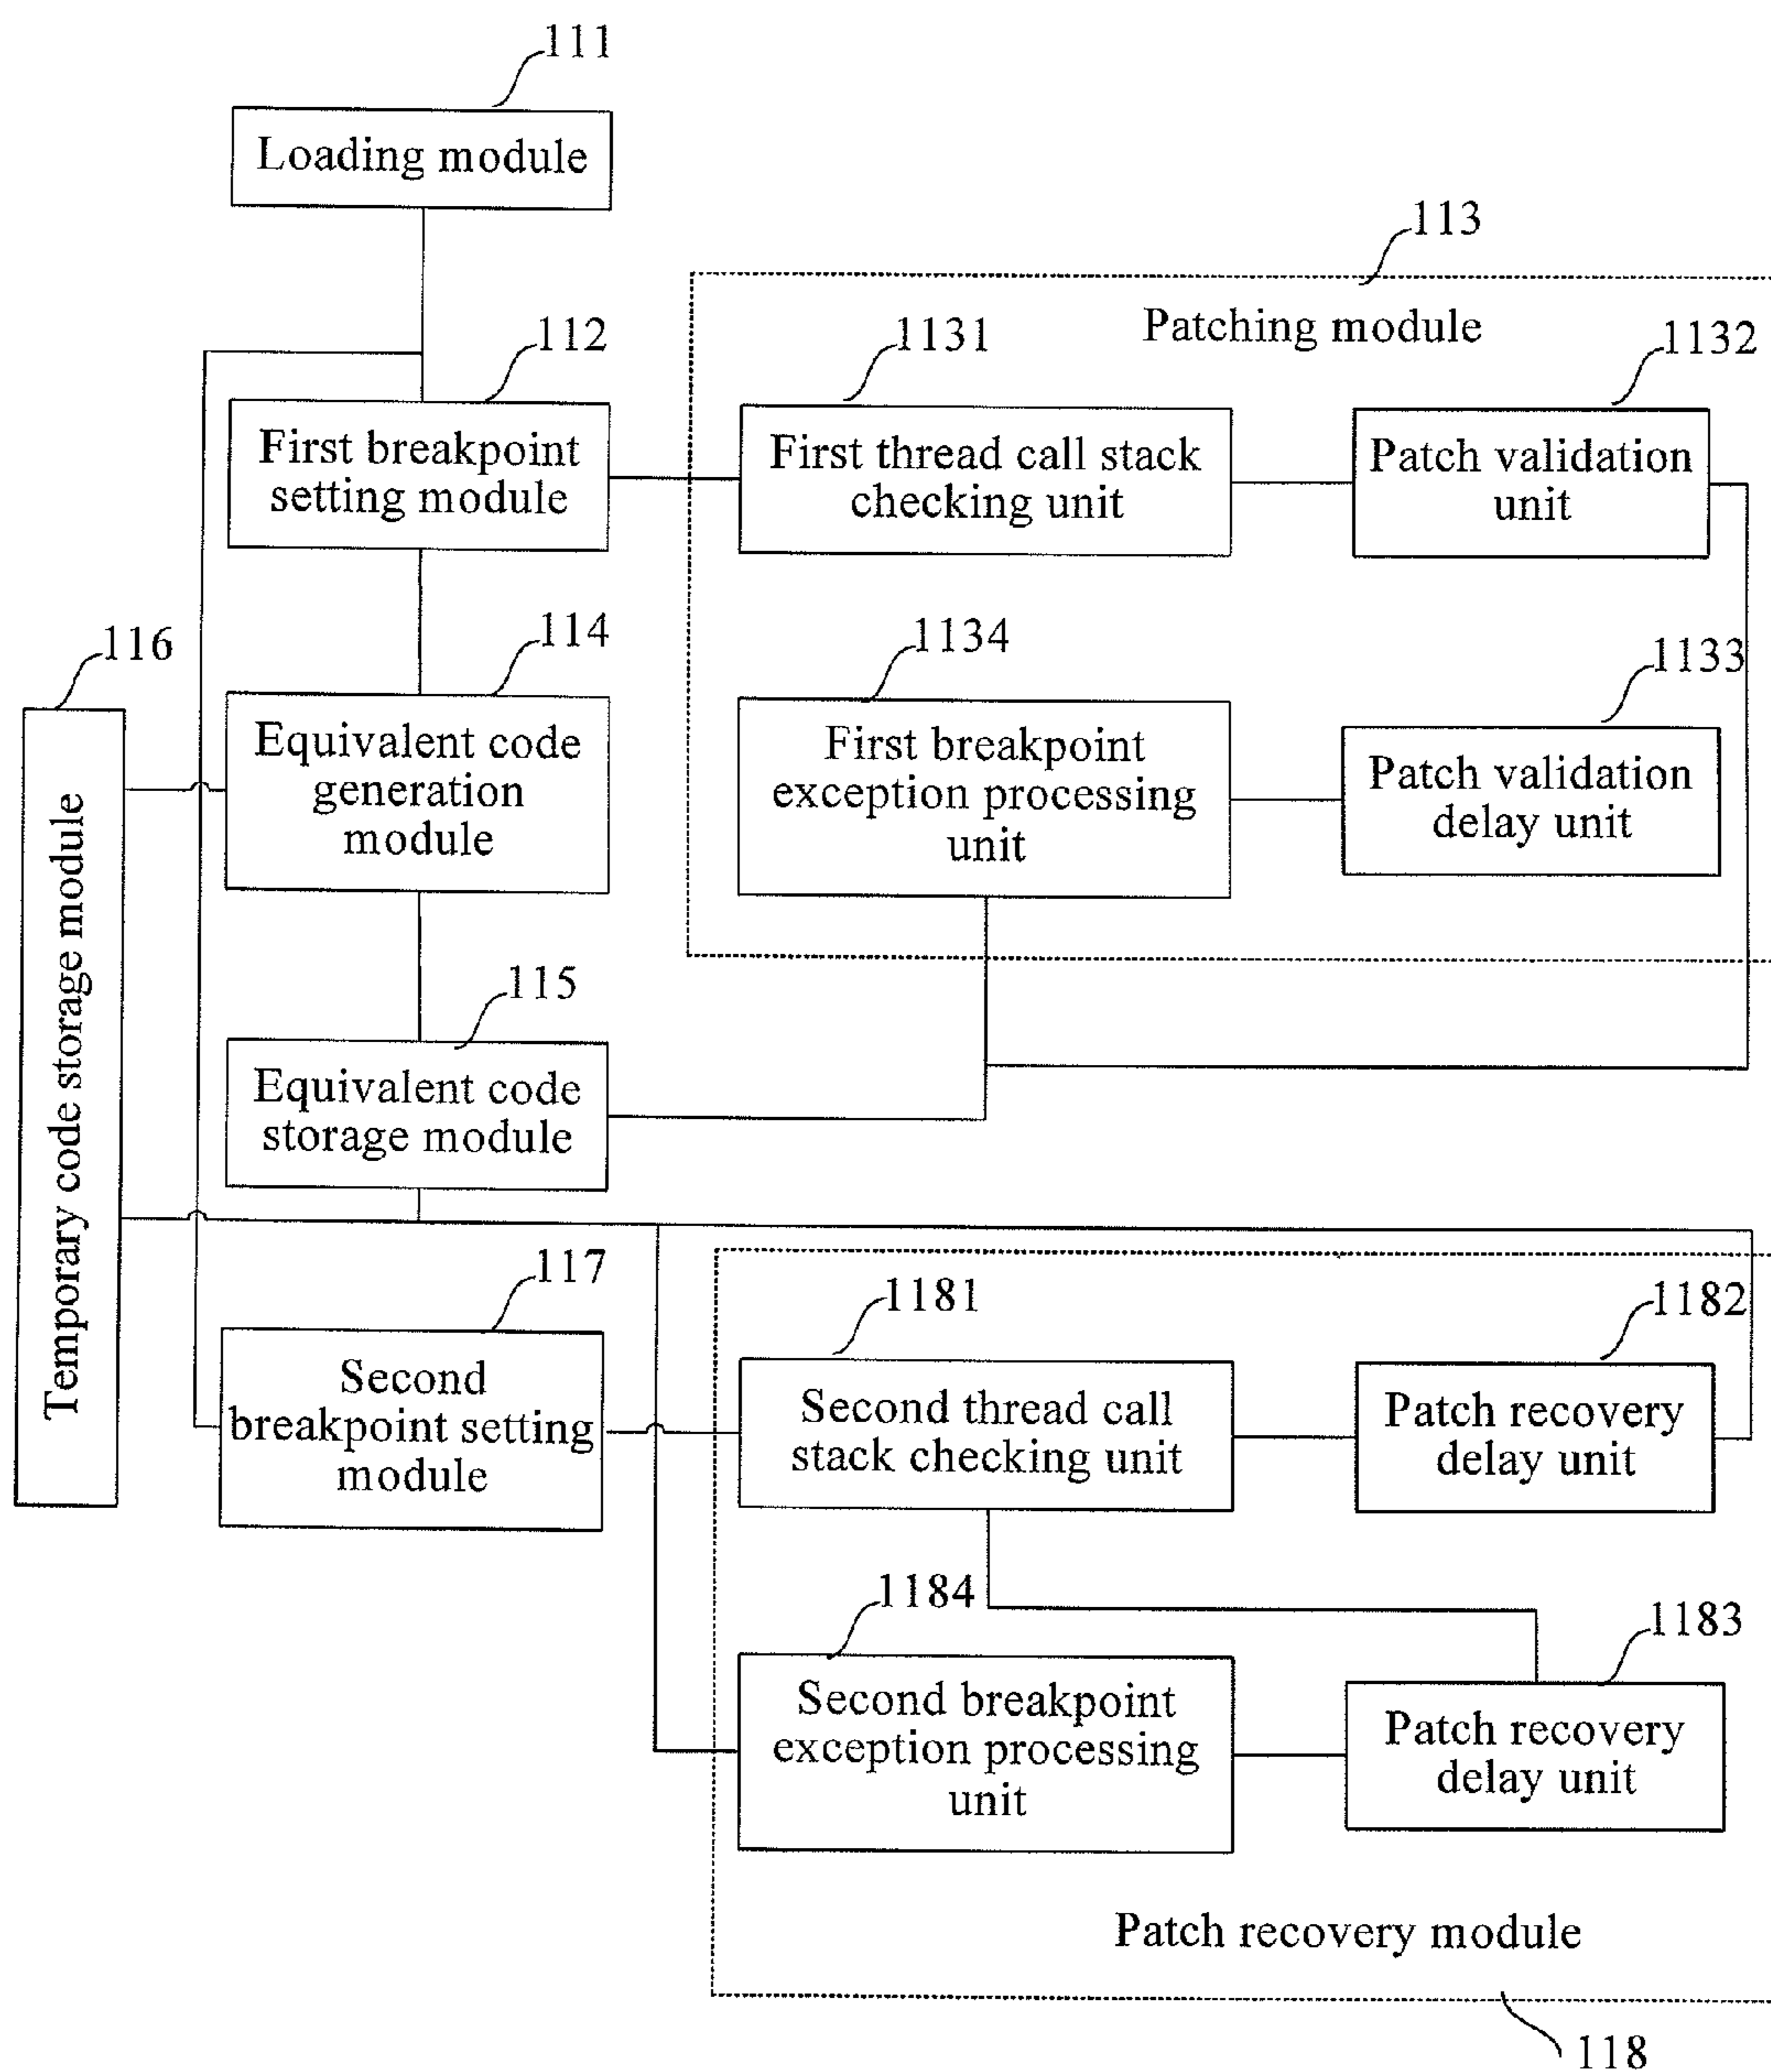 111
Loading module
113
Patching module
112
1131
1132
First breakpoint
setting module
First thread call stack
checking unit
Patch validation
unit
116
114
1134
1133
Temporary code storage module
Equivalent code
generation
module
First breakpoint
exception processing
unit
Patch validation
delay unit
115
Equivalent code
storage module
117
1181
1182
Second
breakpoint setting
module
Second thread call
stack checking unit
Patch recovery
delay unit
1184
1183
Second breakpoint
exception processing
unit
Patch recovery
delay unit
Patch recovery module
118